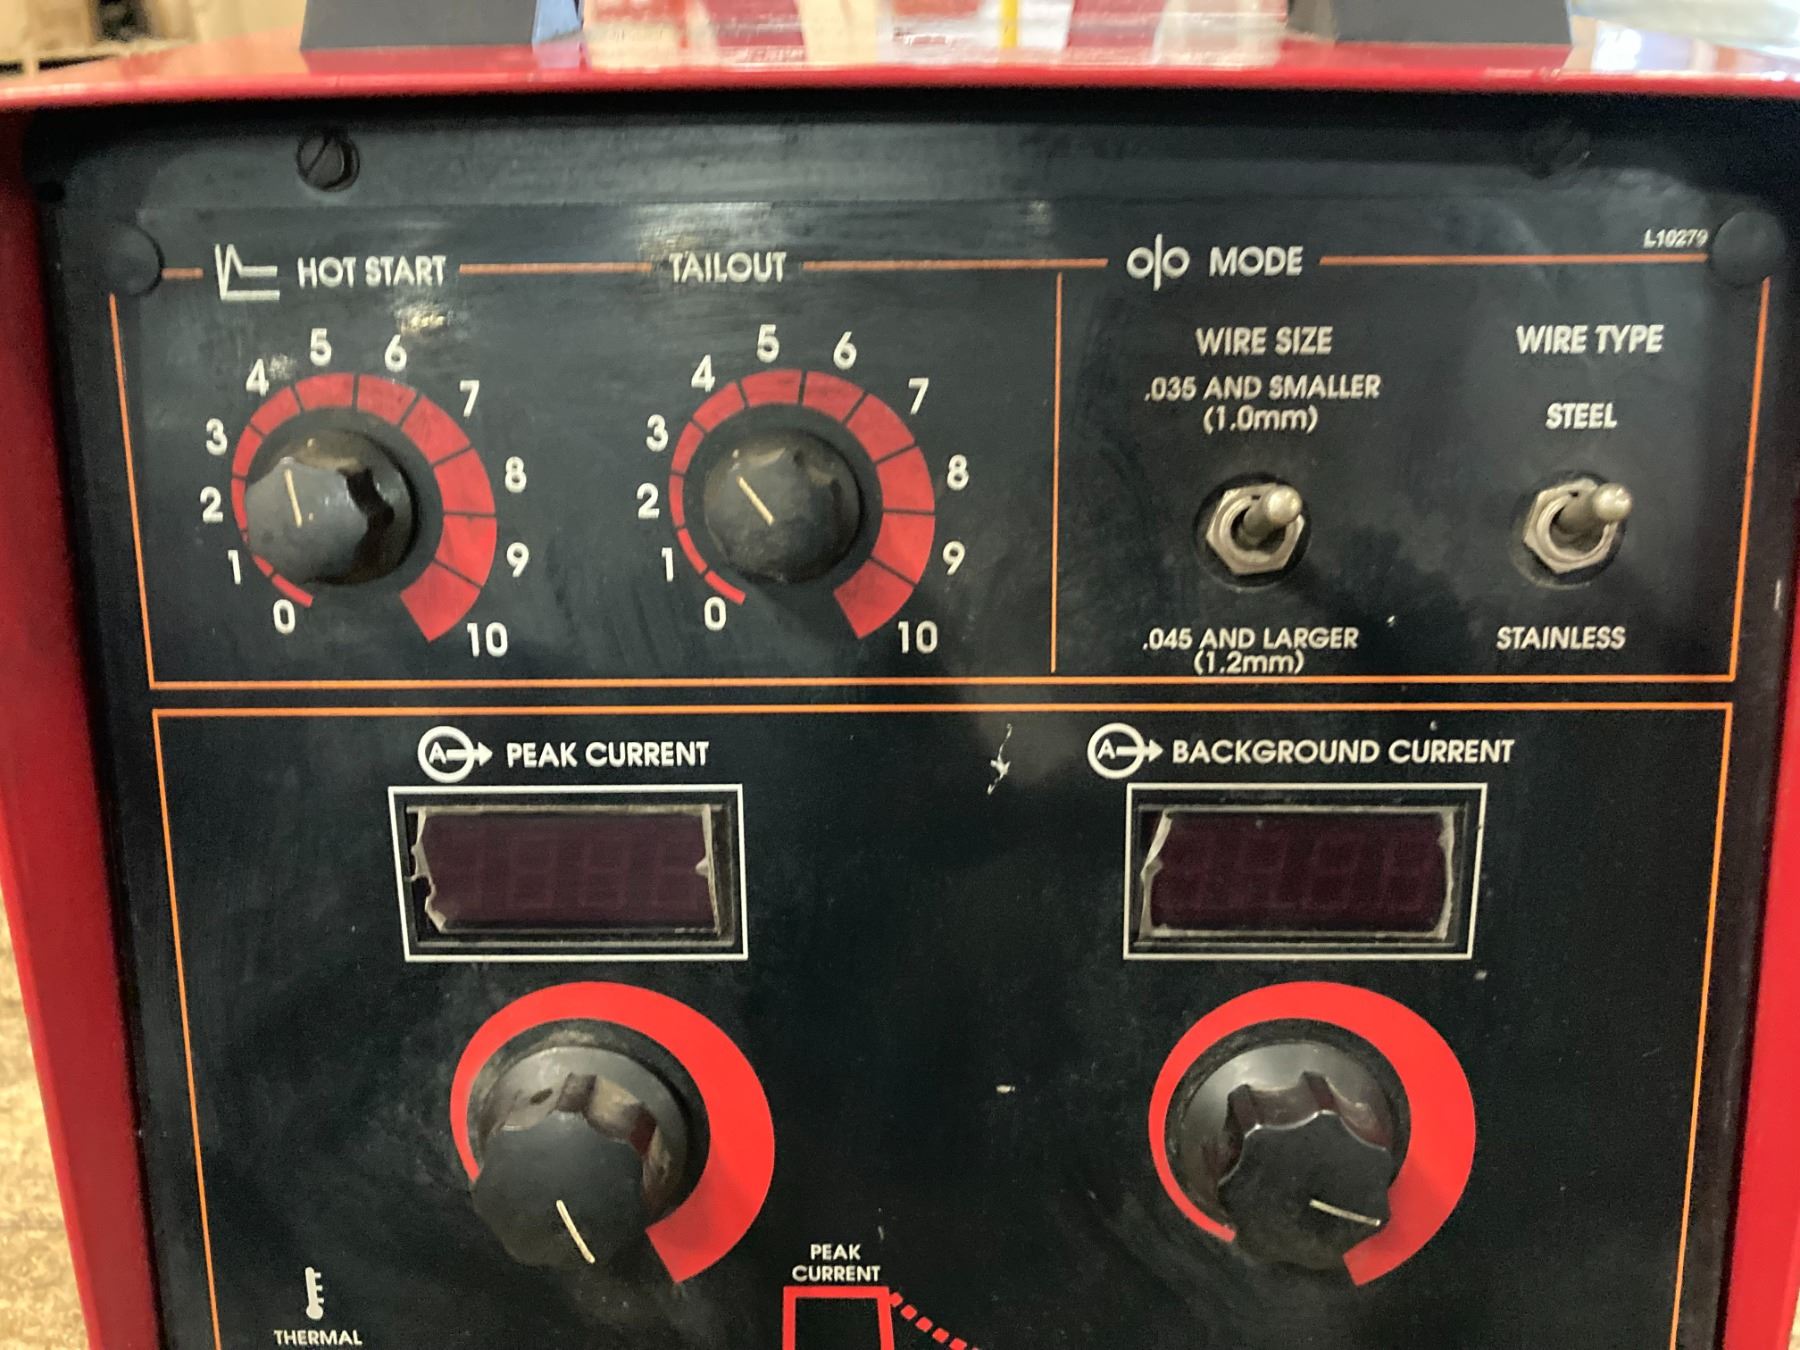 HOT START
TAILOUT
MODE
L10279
0
1
2
3
4
5
6
7
8
9
10
0
1
2
3
4
5
6
7
8
9
10
WIRE SIZE
.035 AND SMALLER
(1.0mm)
.045 AND LARGER
(1.2mm)
WIRE TYPE
STEEL
STAINLESS
A PEAK CURRENT
A BACKGROUND CURRENT
PEAK
CURRENT
THERMAL